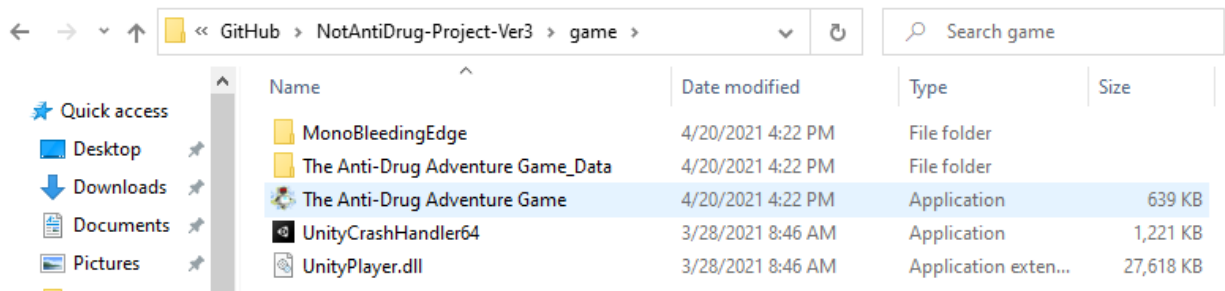 « GitHub › NotAntiDrug-Project-Ver3 › game ›
Search game
Quick access
Desktop
Downloads
Documents
Pictures
Name Date modified Type Size
MonoBleedingEdge 4/20/2021 4:22 PM File folder
The Anti-Drug Adventure Game_Data 4/20/2021 4:22 PM File folder
The Anti-Drug Adventure Game 4/20/2021 4:22 PM Application 639 KB
UnityCrashHandler64 3/28/2021 8:46 AM Application 1,221 KB
UnityPlayer.dll 3/28/2021 8:46 AM Application exten... 27,618 KB